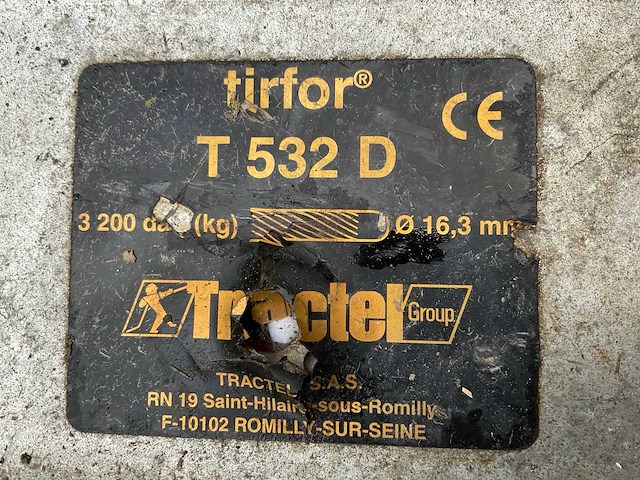 tirfor®
CE
T 532 D
3 200 (kg) Ø 16,3 mm
Tractel Group
TRACTEL S.A.S.
RN 19 Saint-Hilaire-sous-Romilly
F-10102 ROMILLY-SUR-SEINE